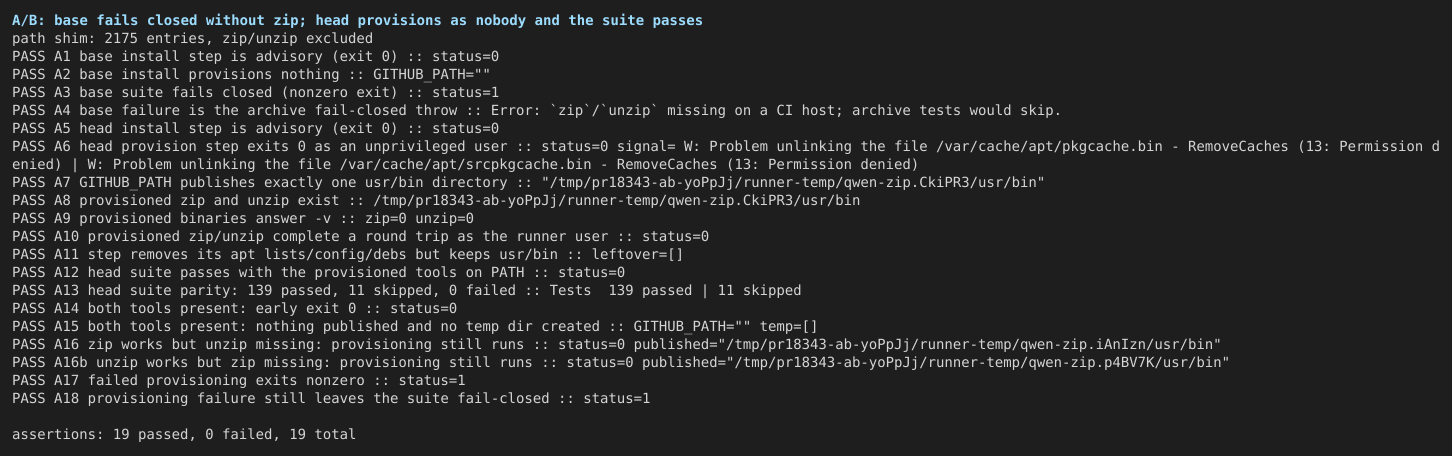 A/B: base fails closed without zip; head provisions as nobody and the suite passes
path shim: 2175 entries, zip/unzip excluded
PASS A1 base install step is advisory (exit 0) :: status=0
PASS A2 base install provisions nothing :: GITHUB_PATH=""
PASS A3 base suite fails closed (nonzero exit) :: status=1
PASS A4 base failure is the archive fail-closed throw :: Error: `zip`/`unzip` missing on a CI host; archive tests would skip.
PASS A5 head install step is advisory (exit 0) :: status=0
PASS A6 head provision step exits 0 as an unprivileged user :: status=0 signal= W: Problem unlinking the file /var/cache/apt/pkgcache.bin - RemoveCaches (13: Permission d
enied) | W: Problem unlinking the file /var/cache/apt/srcpkgcache.bin - RemoveCaches (13: Permission denied)
PASS A7 GITHUB_PATH publishes exactly one usr/bin directory :: "/tmp/pr18343-ab-yoPpJj/runner-temp/qwen-zip.CkiPR3/usr/bin"
PASS A8 provisioned zip and unzip exist :: /tmp/pr18343-ab-yoPpJj/runner-temp/qwen-zip.CkiPR3/usr/bin
PASS A9 provisioned binaries answer -v :: zip=0 unzip=0
PASS A10 provisioned zip/unzip complete a round trip as the runner user :: status=0
PASS A11 step removes its apt lists/config/debs but keeps usr/bin :: leftover=[]
PASS A12 head suite passes with the provisioned tools on PATH :: status=0
PASS A13 head suite parity: 139 passed, 11 skipped, 0 failed :: Tests  139 passed | 11 skipped
PASS A14 both tools present: early exit 0 :: status=0
PASS A15 both tools present: nothing published and no temp dir created :: GITHUB_PATH="" temp=[]
PASS A16 zip works but unzip missing: provisioning still runs :: status=0 published="/tmp/pr18343-ab-yoPpJj/runner-temp/qwen-zip.iAnIzn/usr/bin"
PASS A16b unzip works but zip missing: provisioning still runs :: status=0 published="/tmp/pr18343-ab-yoPpJj/runner-temp/qwen-zip.p4BV7K/usr/bin"
PASS A17 failed provisioning exits nonzero :: status=1
PASS A18 provisioning failure still leaves the suite fail-closed :: status=1
assertions: 19 passed, 0 failed, 19 total